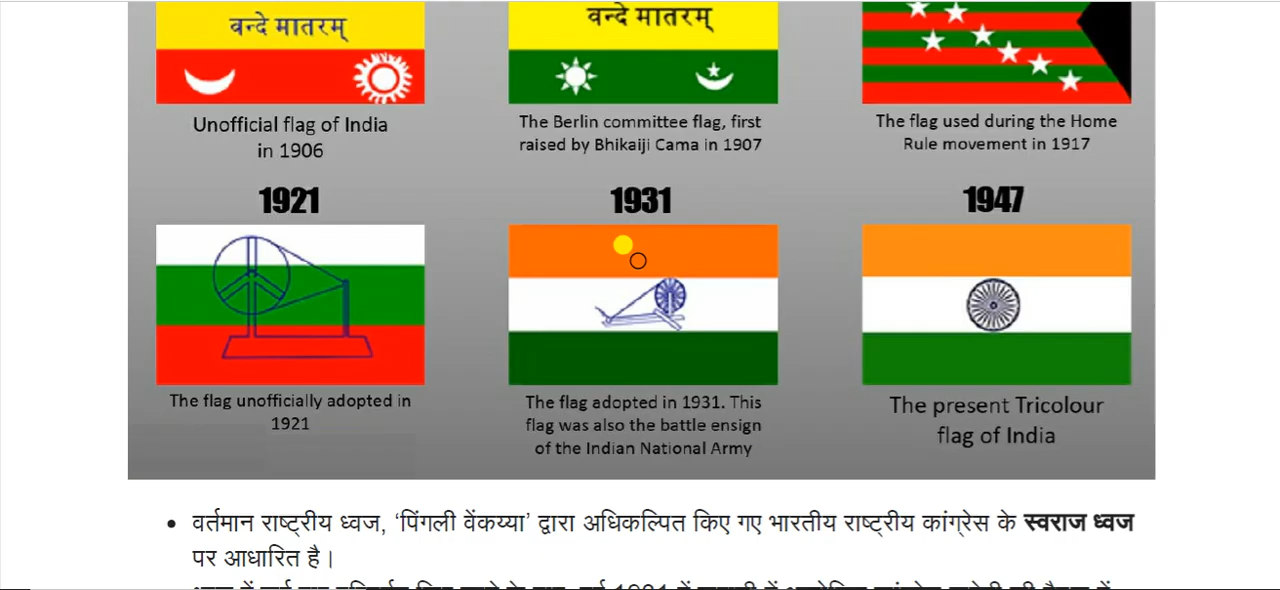 वन्दे मातरम्
वन्दे मातरम्
Unofficial flag of India
in 1906
The Berlin committee flag, first
raised by Bhikaiji Cama in 1907
The flag used during the Home
Rule movement in 1917
1921
1931
1947
The flag unofficially adopted in
1921
The flag adopted in 1931. This
flag was also the battle ensign
of the Indian National Army
The present Tricolour
flag of India
• वर्तमान राष्ट्रीय ध्वज, ‘पिंगली वेंकय्या’ द्वारा अधिकल्पित किए गए भारतीय राष्ट्रीय कांग्रेस के स्वराज ध्वज
पर आधारित है।